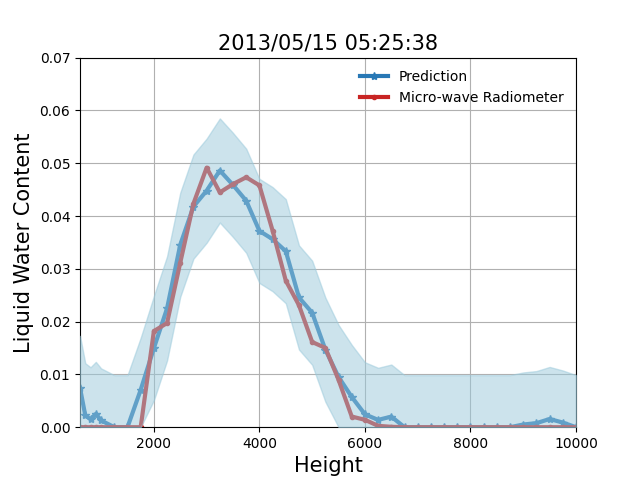 2013/05/15 05:25:38
Prediction
Micro-wave Radiometer
Liquid Water Content
0.07
0.06
0.05
0.04
0.03
0.02
0.01
0.00
2000 4000 6000 8000 10000
Height